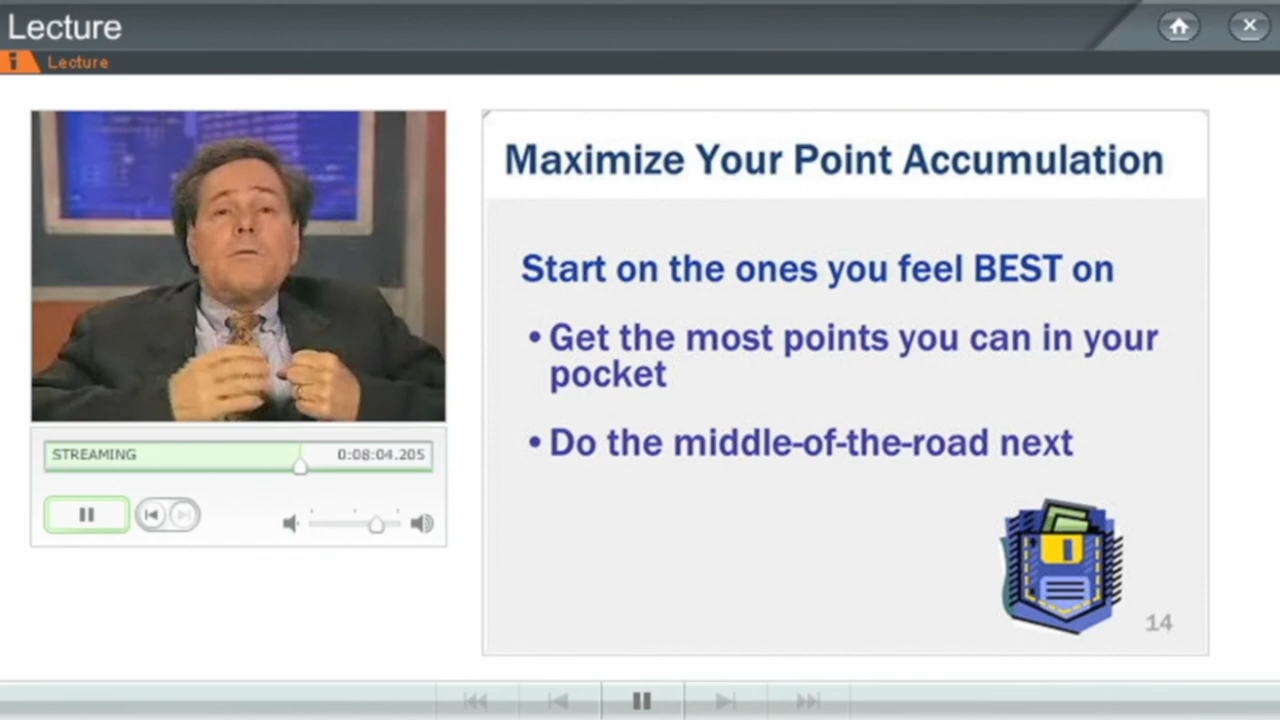 Lecture
i Lecture
STREAMING 0:08:04.205
Maximize Your Point Accumulation
Start on the ones you feel BEST on
• Get the most points you can in your
pocket
• Do the middle-of-the-road next
14